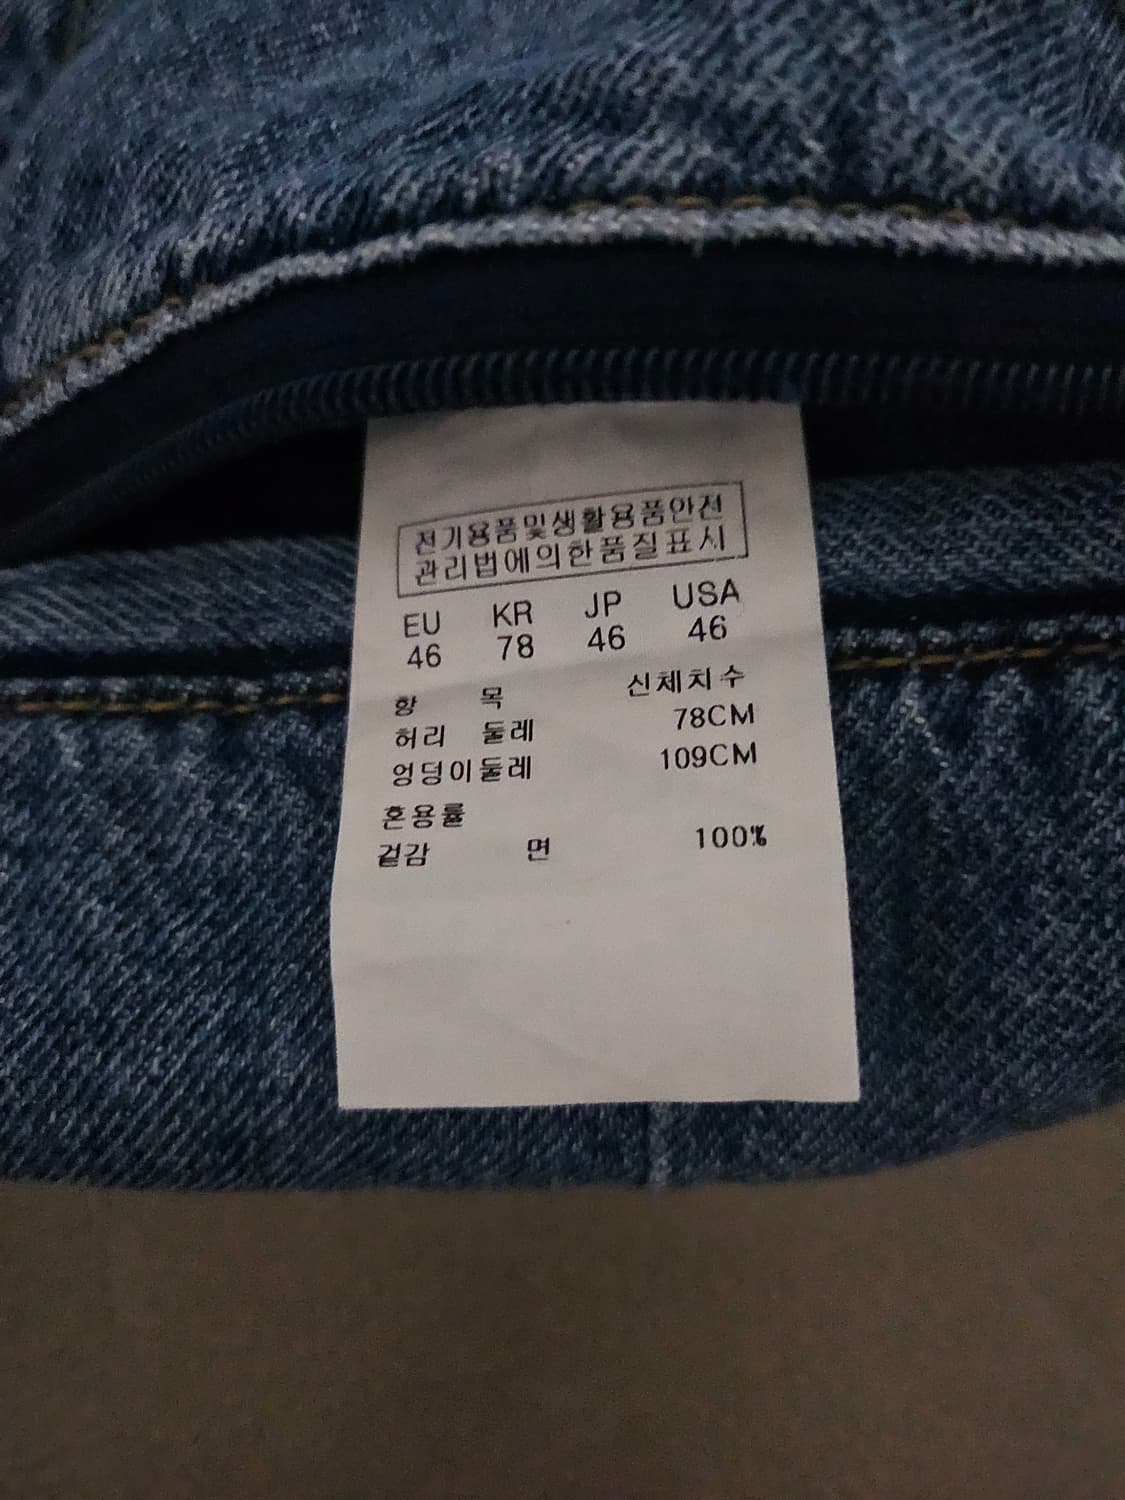 전기용품및생활용품안전
관리법에의한품질표시
EU KR JP USA
46 78 46 46
항 목 신체치수
허리 둘레 78CM
엉덩이둘레 109CM
혼용률
겉감 면 100%